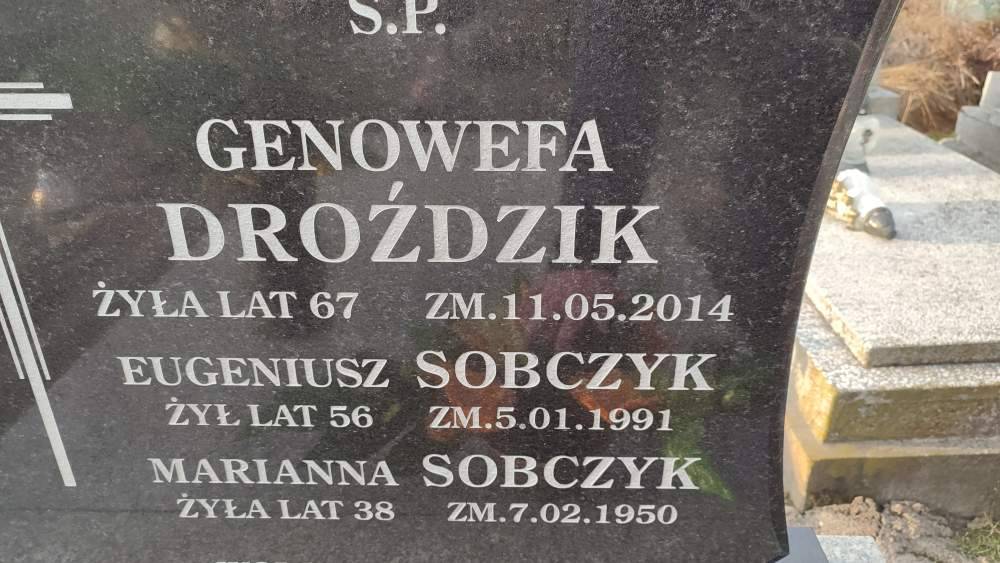 S.P.
GENOWEFA
DROŹDZIK
ŻYŁA LAT 67 ZM.11.05.2014
EUGENIUSZ SOBCZYK
ŻYŁ LAT 56 ZM.5.01.1991
MARIANNA SOBCZYK
ŻYŁA LAT 38 ZM.7.02.1950